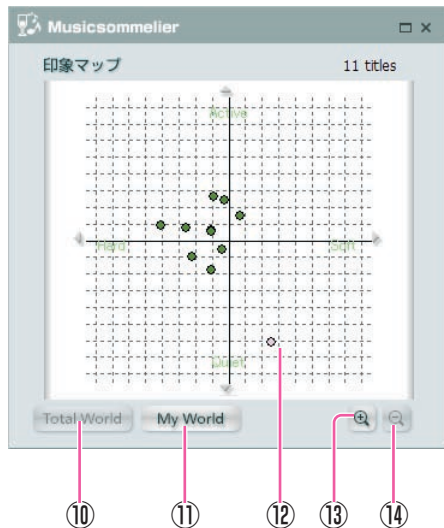 Musicsommelier
印象マップ 11 titles
Active
Hard Soft
Quiet
Total World My World
⑩ ⑪ ⑫ ⑬ ⑭